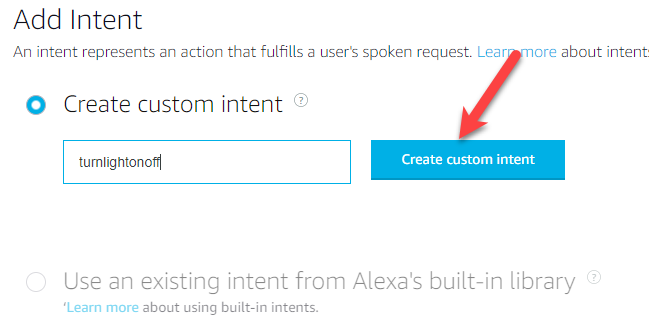 Add Intent
An intent represents an action that fulfills a user's spoken request. Learn more about intents
Create custom intent ?
turnlightonoff Create custom intent
Use an existing intent from Alexa's built-in library ?
‘Learn more about using built-in intents.